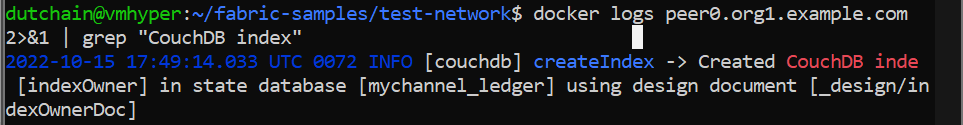 dutchain@vmhyper:~/fabric-samples/test-network$ docker logs peer0.org1.example.com
2>&1 | grep "CouchDB index"
2022-10-15 17:49:14.033 UTC 0072 INFO [couchdb] createIndex -> Created CouchDB inde
[indexOwner] in state database [mychannel_ledger] using design document [_design/in
dexOwnerDoc]